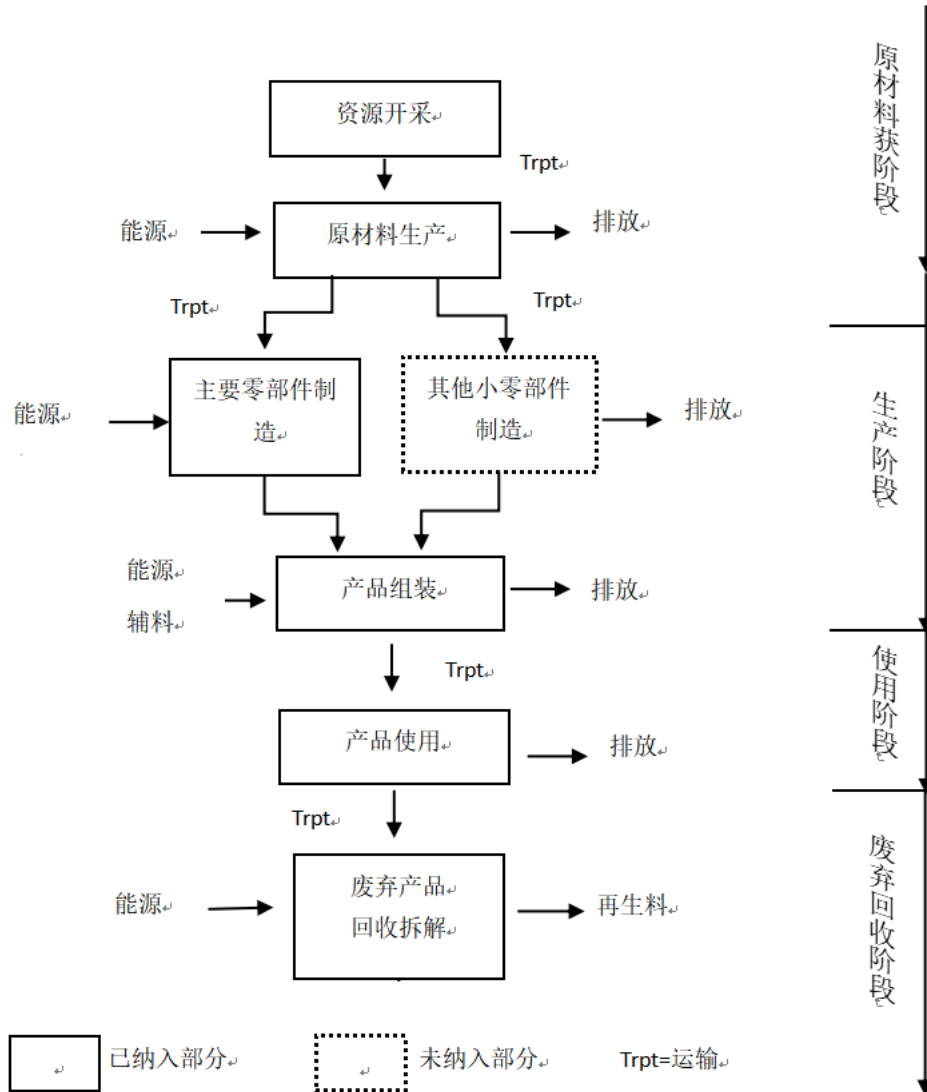 资源开采
Trpt
能源
原材料生产
排放
Trpt
Trpt
能源
主要零部件制
造
其他小零部件
制造
排放
能源
辅料
产品组装
排放
Trpt
产品使用
排放
Trpt
能源
废弃产品
回收拆解
再生料
原材料获阶段
生产阶段
使用阶段
废弃回收阶段
已纳入部分
未纳入部分
Trpt=运输